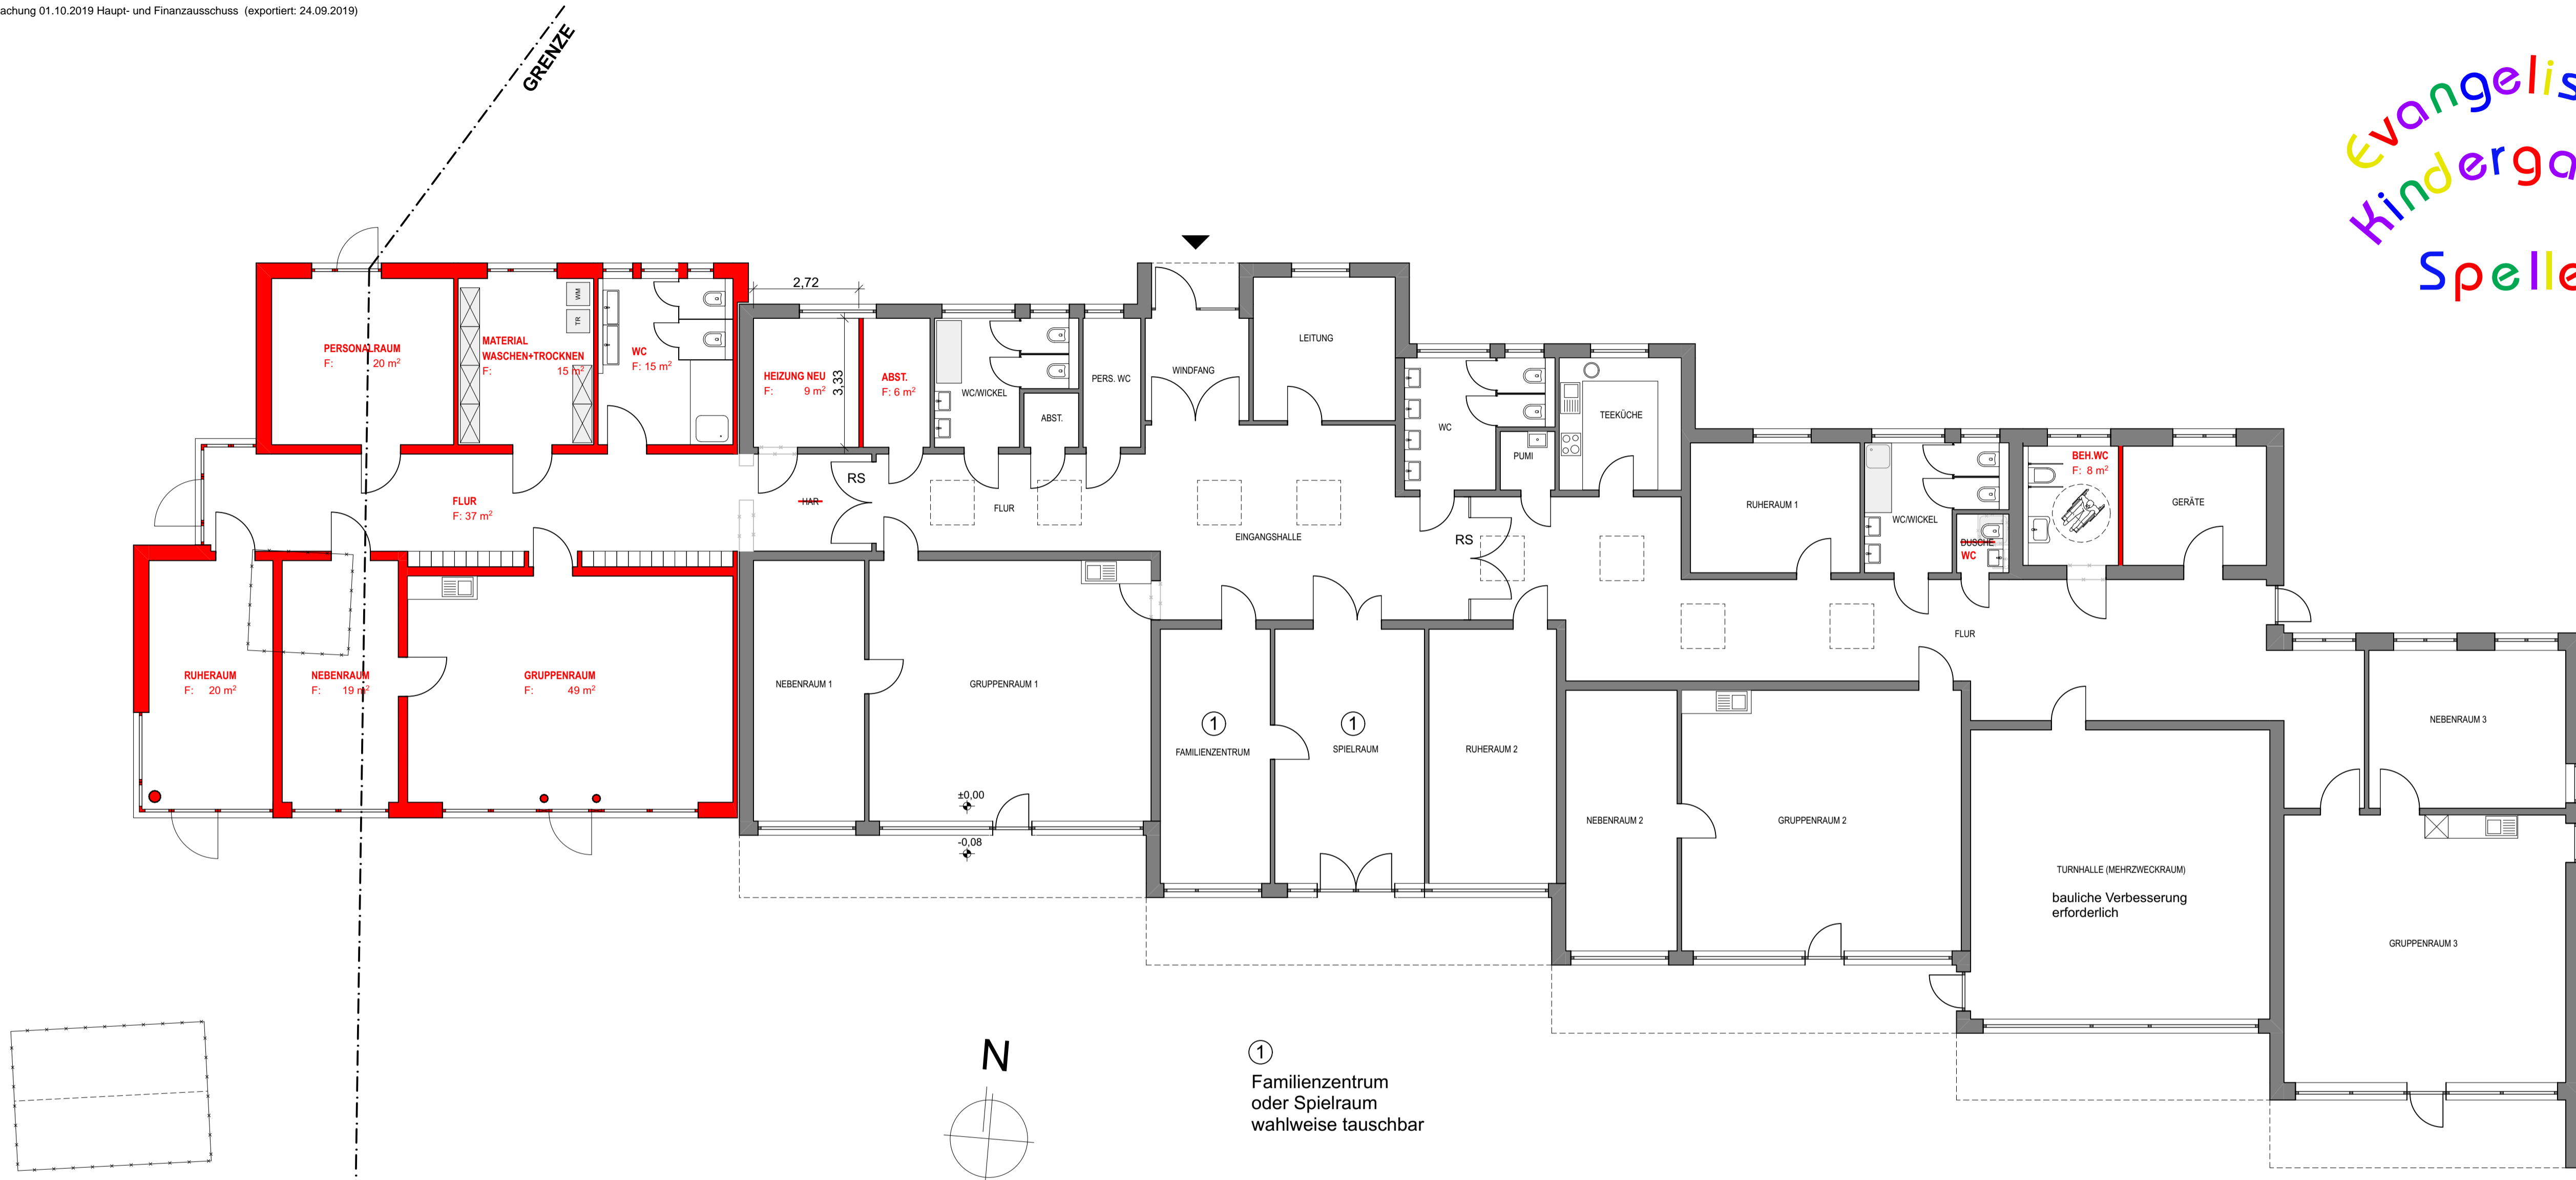 achung 01.10.2019 Haupt- und Finanzausschuss (exportiert: 24.09.2019)
GRENZE
Evangelis
Kinderga
Spelle
2,72
3,33
PERSONALRAUM
F: 20 m²
MATERIAL
WASCHEN+TROCKNEN
F: 15 m²
WM
TR
WC
F: 15 m²
HEIZUNG NEU
F: 9 m²
ABST.
F: 6 m²
WC/WICKEL
ABST.
PERS. WC
WINDFANG
LEITUNG
WC
PUMI
TEEKÜCHE
RUHERAUM 1
WC/WICKEL
DUSCHE
WC
BEH.WC
F: 8 m²
GERÄTE
FLUR
F: 37 m²
HAR
RS
FLUR
EINGANGSHALLE
RS
FLUR
RUHERAUM
F: 20 m²
NEBENRAUM
F: 19 m²
GRUPPENRAUM
F: 49 m²
NEBENRAUM 1
GRUPPENRAUM 1
±0,00
-0,08
1
FAMILIENZENTRUM
1
SPIELRAUM
RUHERAUM 2
NEBENRAUM 2
GRUPPENRAUM 2
TURNHALLE (MEHRZWECKRAUM)
bauliche Verbesserung
erforderlich
NEBENRAUM 3
GRUPPENRAUM 3
N
1
Familienzentrum
oder Spielraum
wahlweise tauschbar